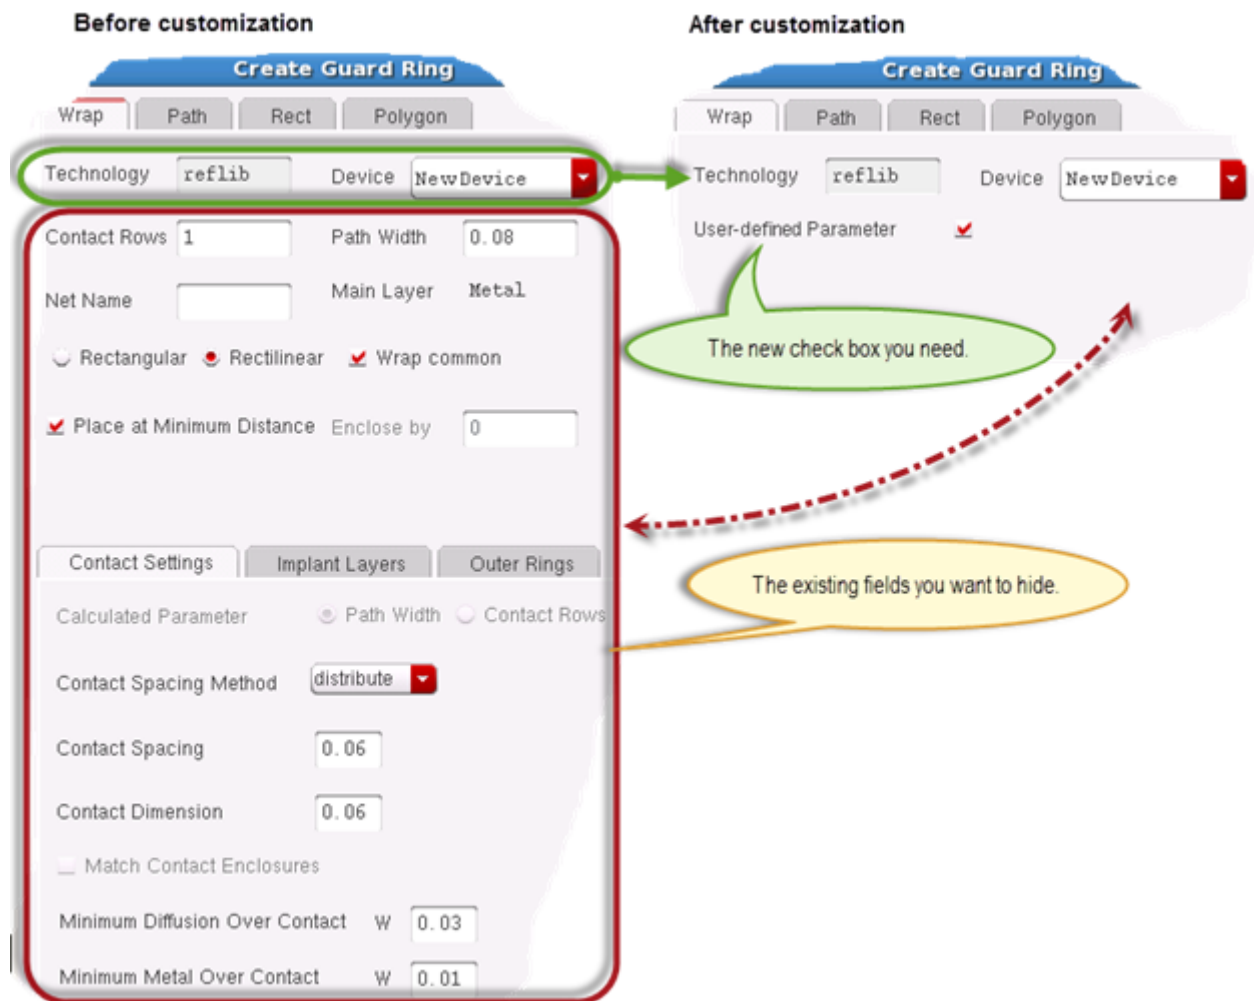 Before customization
Create Guard Ring
Wrap Path Rect Polygon
Technology reflib Device NewDevice
Contact Rows 1 Path Width 0.08
Net Name Main Layer Metal
Rectangular Rectilinear Wrap common
Place at Minimum Distance Enclose by 0
Contact Settings Implant Layers Outer Rings
Calculated Parameter Path Width Contact Rows
Contact Spacing Method distribute
Contact Spacing 0.06
Contact Dimension 0.06
Match Contact Enclosures
Minimum Diffusion Over Contact W 0.03
Minimum Metal Over Contact W 0.01
After customization
Create Guard Ring
Wrap Path Rect Polygon
Technology reflib Device NewDevice
User-defined Parameter
The new check box you need.
The existing fields you want to hide.